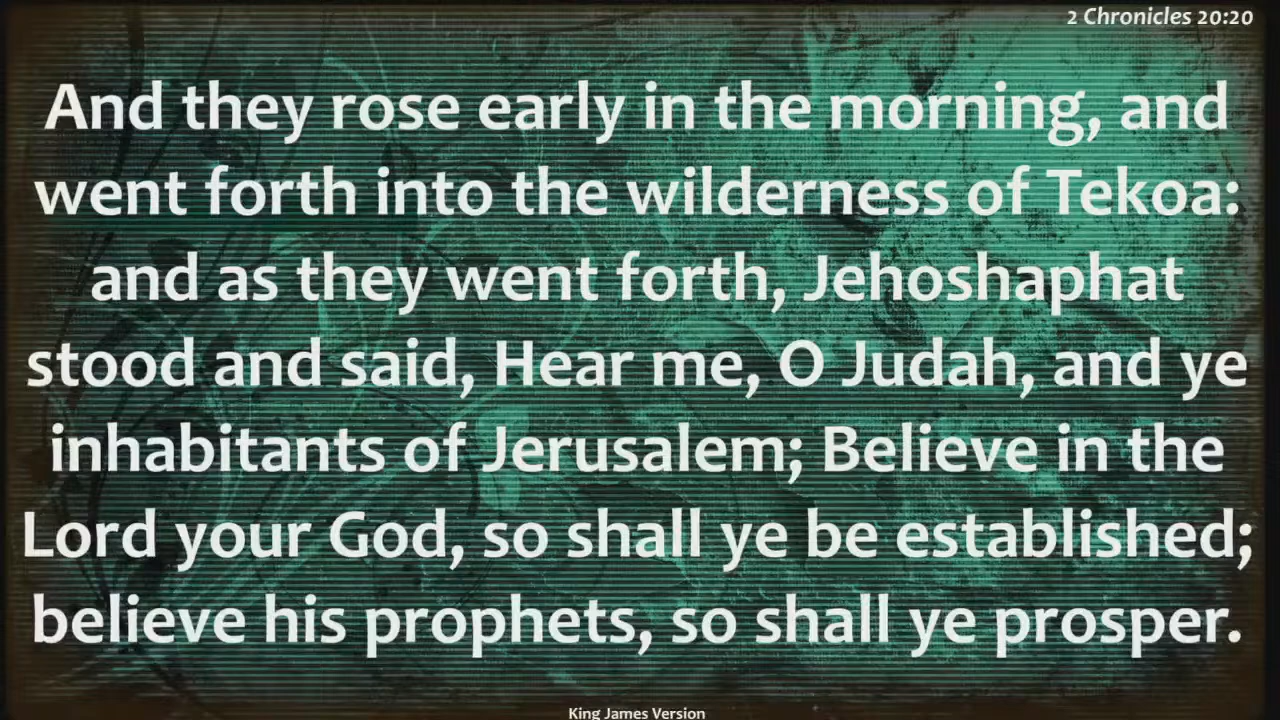 2 Chronicles 20:20
And they rose early in the morning, and
went forth into the wilderness of Tekoa:
and as they went forth, Jehoshaphat
stood and said, Hear me, O Judah, and ye
inhabitants of Jerusalem; Believe in the
Lord your God, so shall ye be established;
believe his prophets, so shall ye prosper.
King James Version